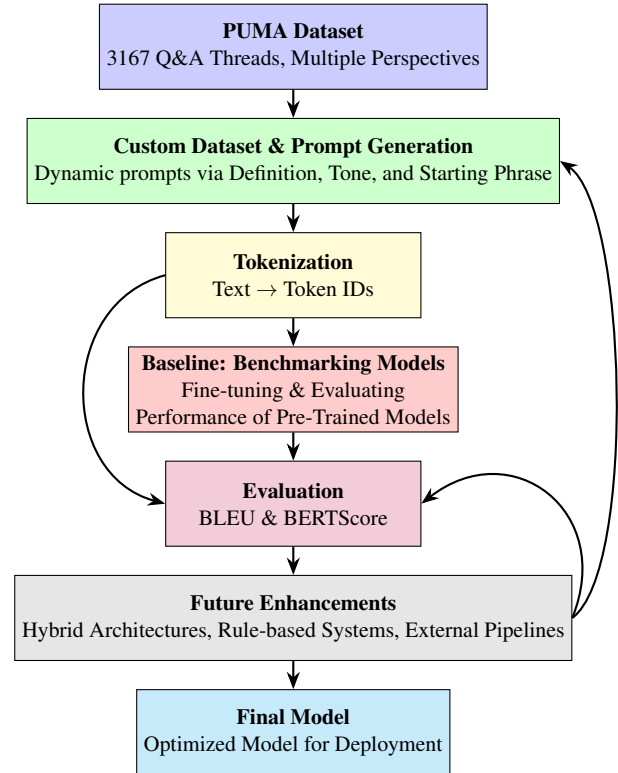 PUMA Dataset
3167 Q&A Threads, Multiple Perspectives
Custom Dataset & Prompt Generation
Dynamic prompts via Definition, Tone, and Starting Phrase
Tokenization
Text → Token IDs
Baseline: Benchmarking Models
Fine-tuning & Evaluating
Performance of Pre-Trained Models
Evaluation
BLEU & BERTScore
Future Enhancements
Hybrid Architectures, Rule-based Systems, External Pipelines
Final Model
Optimized Model for Deployment